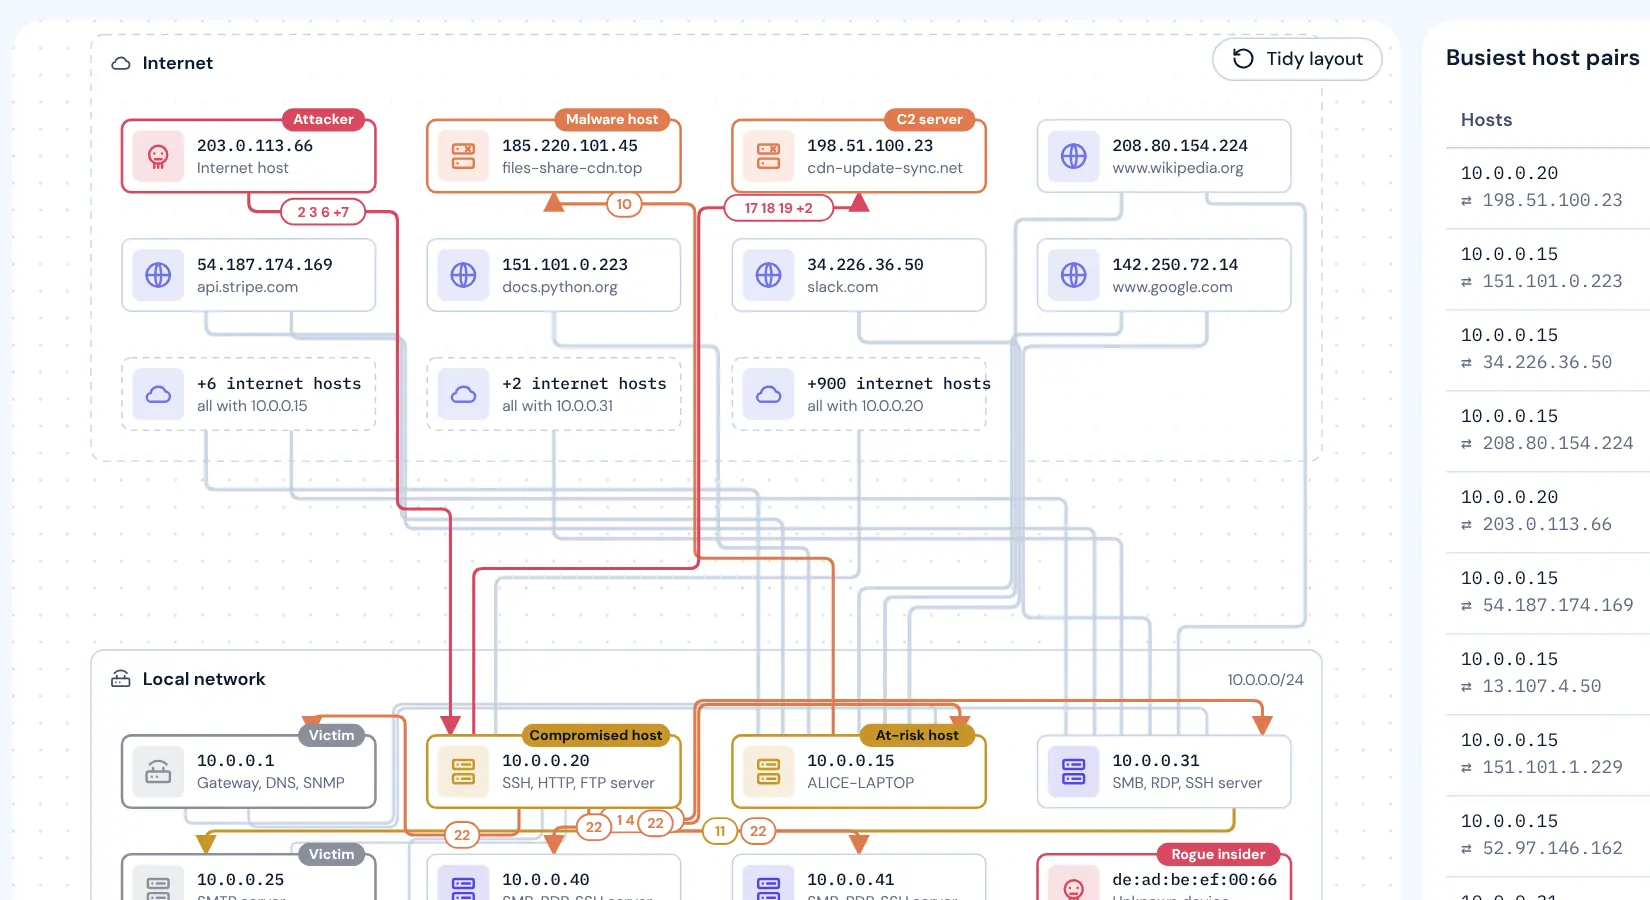 Internet
Tidy layout
Attacker
203.0.113.66
Internet host
Malware host
185.220.101.45
files-share-cdn.top
C2 server
198.51.100.23
cdn-update-sync.net
208.80.154.224
www.wikipedia.org
2 3 6 +7
10
17 18 19 +2
54.187.174.169
api.stripe.com
151.101.0.223
docs.python.org
34.226.36.50
slack.com
142.250.72.14
www.google.com
+6 internet hosts
all with 10.0.0.15
+2 internet hosts
all with 10.0.0.31
+900 internet hosts
all with 10.0.0.20
Local network
10.0.0.0/24
Victim
10.0.0.1
Gateway, DNS, SNMP
Compromised host
10.0.0.20
SSH, HTTP, FTP server
At-risk host
10.0.0.15
ALICE-LAPTOP
10.0.0.31
SMB, RDP, SSH server
22
22
1 4
22
11
22
Victim
10.0.0.25
10.0.0.40
10.0.0.41
Rogue insider
de:ad:be:ef:00:66
Busiest host pairs
Hosts
10.0.0.20
⇄ 198.51.100.23
10.0.0.15
⇄ 151.101.0.223
10.0.0.15
⇄ 34.226.36.50
10.0.0.15
⇄ 208.80.154.224
10.0.0.20
⇄ 203.0.113.66
10.0.0.15
⇄ 54.187.174.169
10.0.0.15
⇄ 13.107.4.50
10.0.0.15
⇄ 151.101.1.229
10.0.0.15
⇄ 52.97.146.162